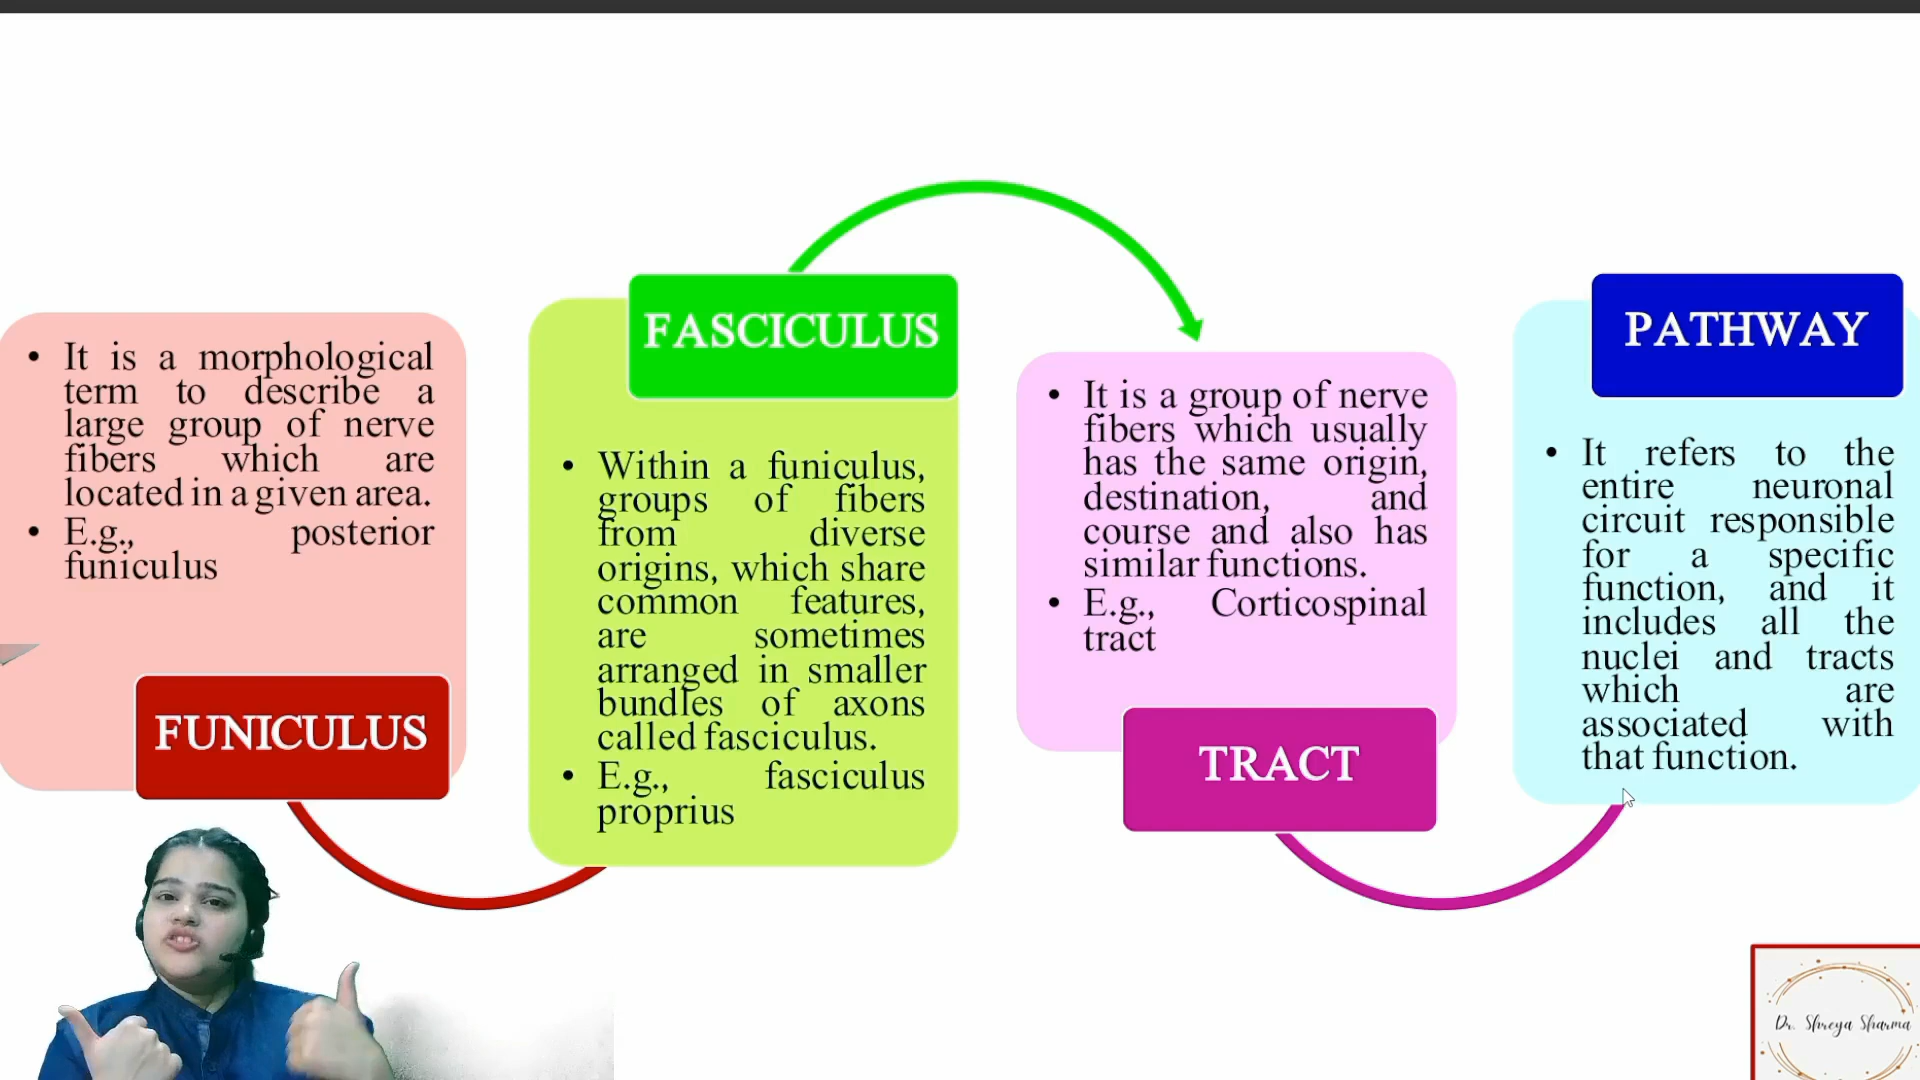 • It is a morphological
term to describe a
large group of nerve
fibers which are
located in a given area.
• E.g., posterior
funiculus
FUNICULUS
FASCICULUS
• Within a funiculus,
groups of fibers
from diverse
origins, which share
common features,
are sometimes
arranged in smaller
bundles of axons
called fasciculus.
• E.g., fasciculus
proprius
• It is a group of nerve
fibers which usually
has the same origin,
destination, and
course and also has
similar functions.
• E.g., Corticospinal
tract
TRACT
PATHWAY
• It refers to the
entire neuronal
circuit responsible
for a specific
function, and it
includes all the
nuclei and tracts
which are
associated with
that function.
Dr. Shreya Sharma